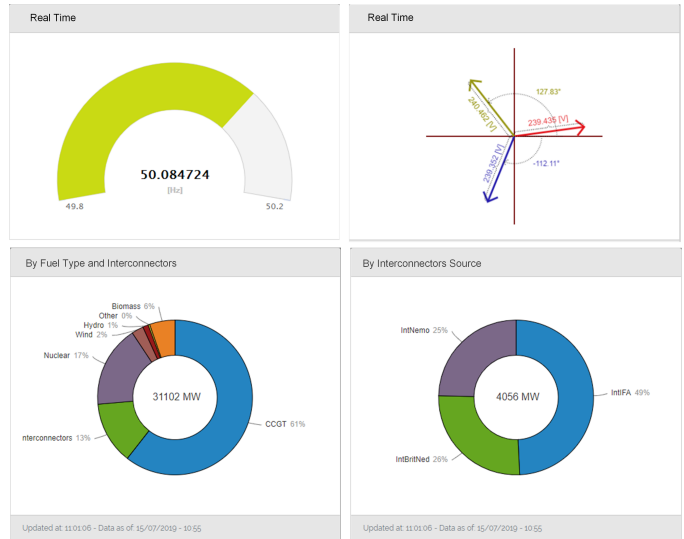 Real Time
50.084724
[Hz]
49.8
50.2
Real Time
127.83°
240.462 [V]
239.435 [V]
239.352 [V]
-112.11°
By Fuel Type and Interconnectors
Biomass 6%
Other 0%
Hydro 1%
Wind 2%
Nuclear 17%
31102 MW
CCGT 61%
nterconnectors 13%
Updated at: 11:01:06 - Data as of: 15/07/2019 - 10:55
By Interconnectors Source
IntNemo 25%
4056 MW
IntIFA 49%
IntBritNed 26%
Updated at: 11:01:06 - Data as of: 15/07/2019 - 10:55